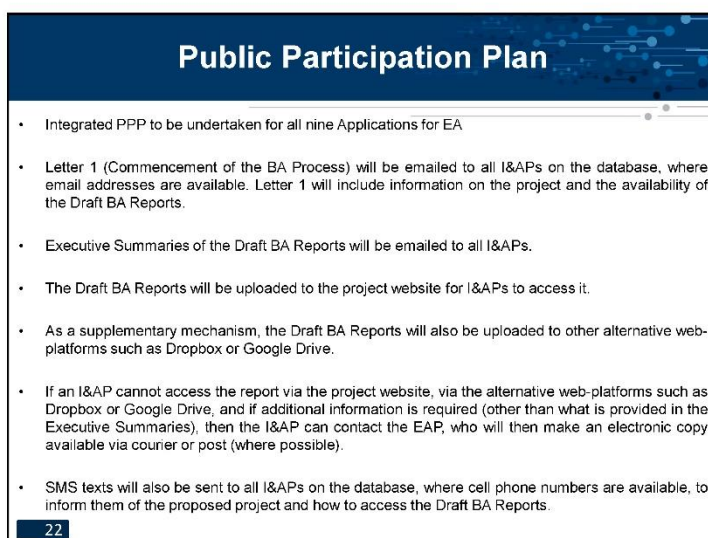 Public Participation Plan
• Integrated PPP to be undertaken for all nine Applications for EA
• Letter 1 (Commencement of the BA Process) will be emailed to all I&APs on the database, where
email addresses are available. Letter 1 will include information on the project and the availability of
the Draft BA Reports.
• Executive Summaries of the Draft BA Reports will be emailed to all I&APs.
• The Draft BA Reports will be uploaded to the project website for I&APs to access it.
• As a supplementary mechanism, the Draft BA Reports will also be uploaded to other alternative web-
platforms such as Dropbox or Google Drive.
• If an I&AP cannot access the report via the project website, via the alternative web-platforms such as
Dropbox or Google Drive, and if additional information is required (other than what is provided in the
Executive Summaries), then the I&AP can contact the EAP, who will then make an electronic copy
available via courier or post (where possible).
• SMS texts will also be sent to all I&APs on the database, where cell phone numbers are available, to
inform them of the proposed project and how to access the Draft BA Reports.
22